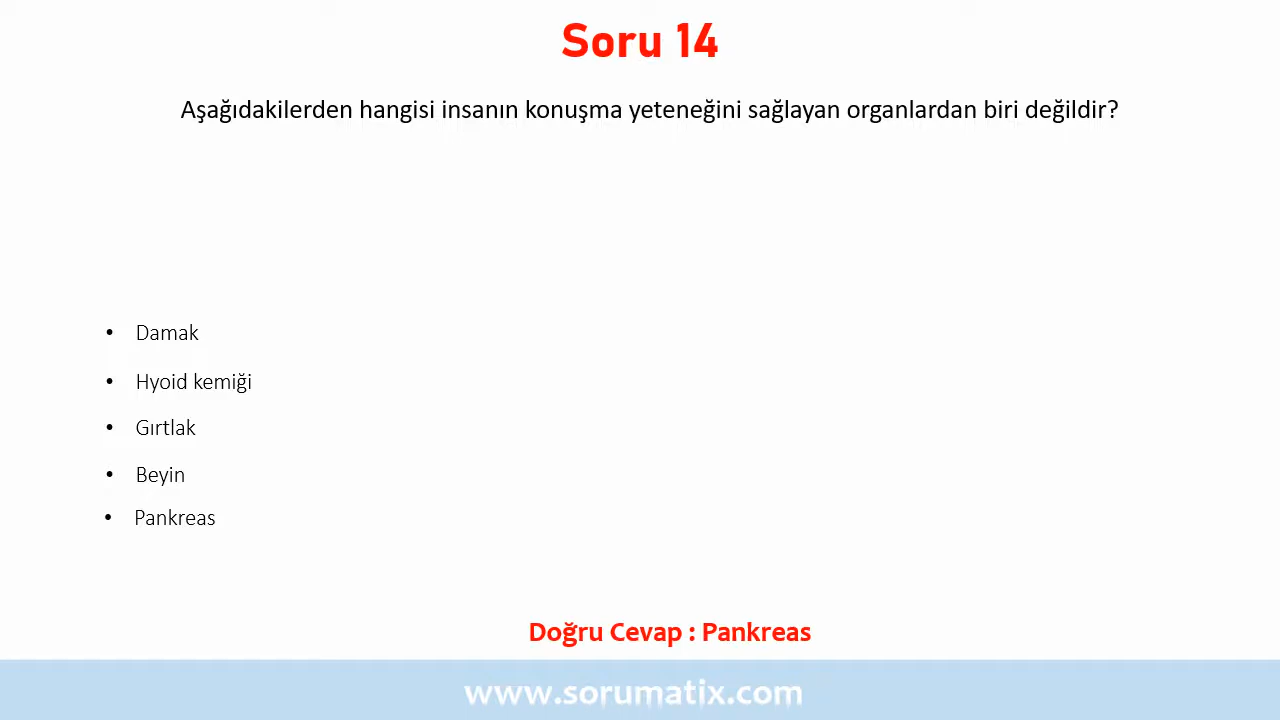 Soru 14
Aşağıdakilerden hangisi insanın konuşma yeteneğini sağlayan organlardan biri değildir?
• Damak
• Hyoid kemiği
• Gırtlak
• Beyin
• Pankreas
Doğru Cevap : Pankreas
www.sorumatix.com